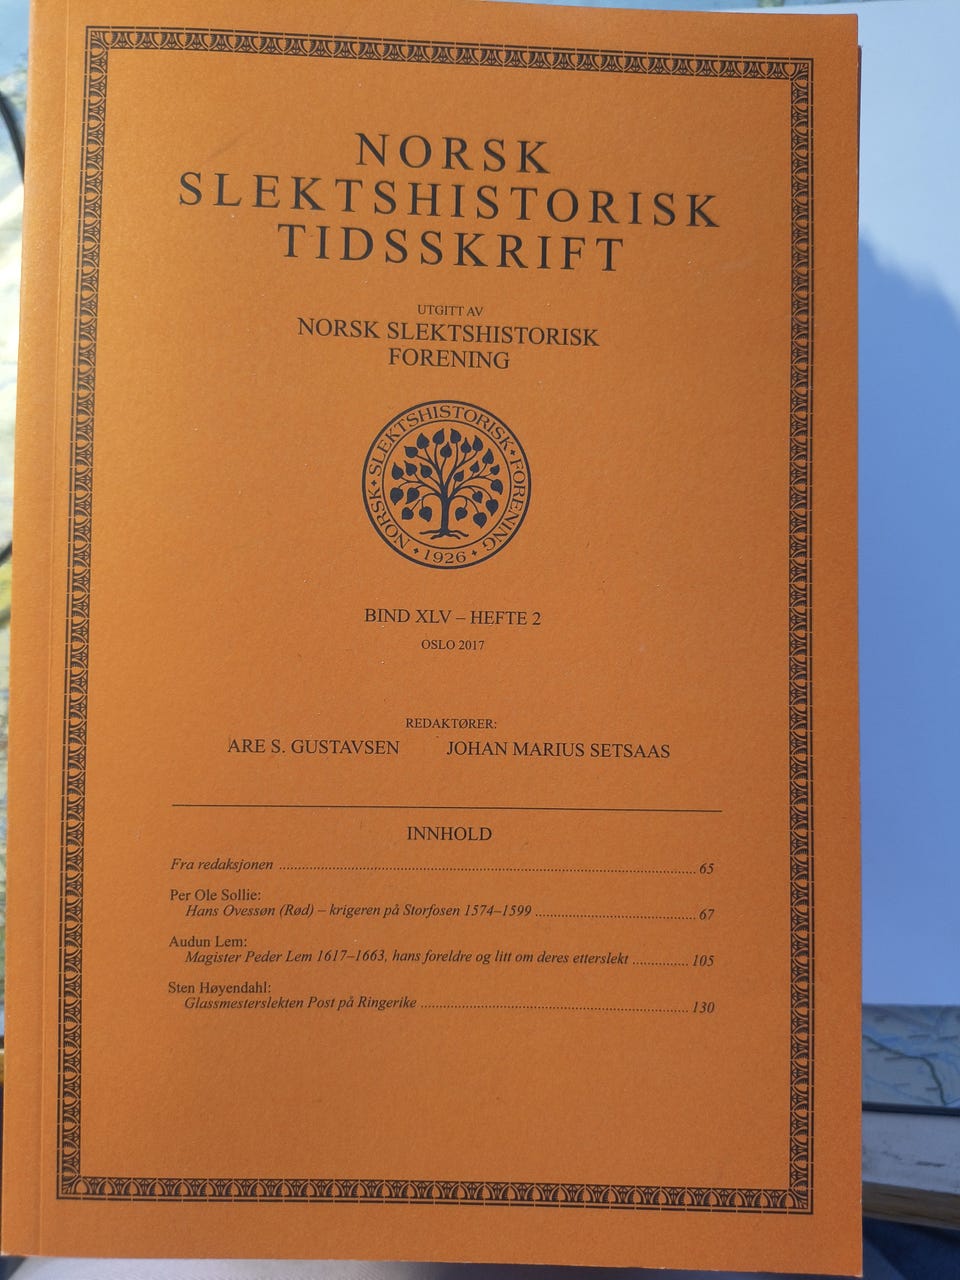 NORSK
SLEKTSHISTORISK
TIDSSKRIFT
UTGITT AV
NORSK SLEKTSHISTORISK
FORENING
NORSK • SLEKTSHISTORISK • FORENING
• 1926 •
BIND XLV – HEFTE 2
OSLO 2017
REDAKTØRER:
ARE S. GUSTAVSEN JOHAN MARIUS SETSAAS
INNHOLD
Fra redaksjonen 65
Per Ole Sollie:
Hans Ovessøn (Rød) – krigeren på Storfosen 1574–1599 67
Audun Lem:
Magister Peder Lem 1617–1663, hans foreldre og litt om deres etterslekt 105
Sten Høyendahl:
Glassmesterslekten Post på Ringerike 130